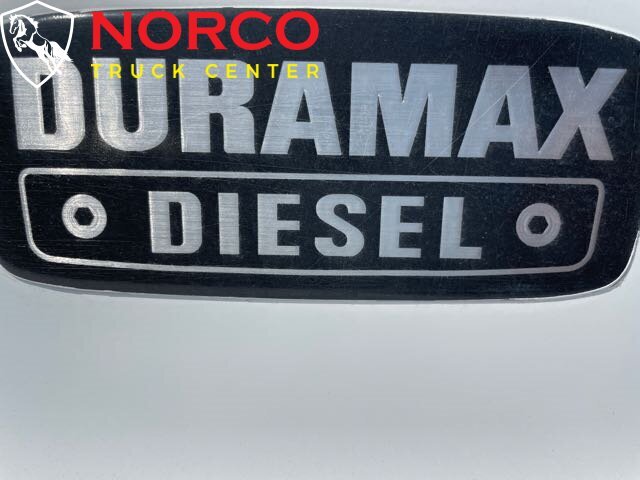 NORCO
TRUCK CENTER
DURAMAX
DIESEL